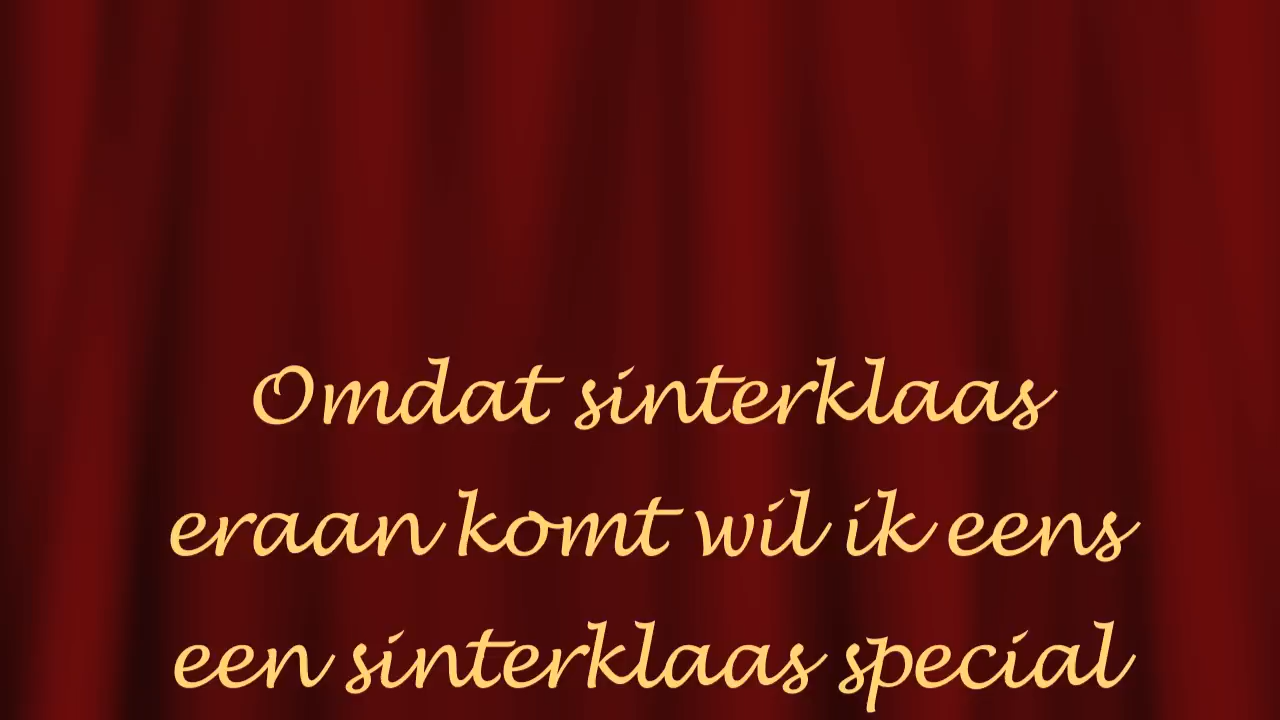 Omdat sinterklaas
eraan komt wil ik eens
een sinterklaas special